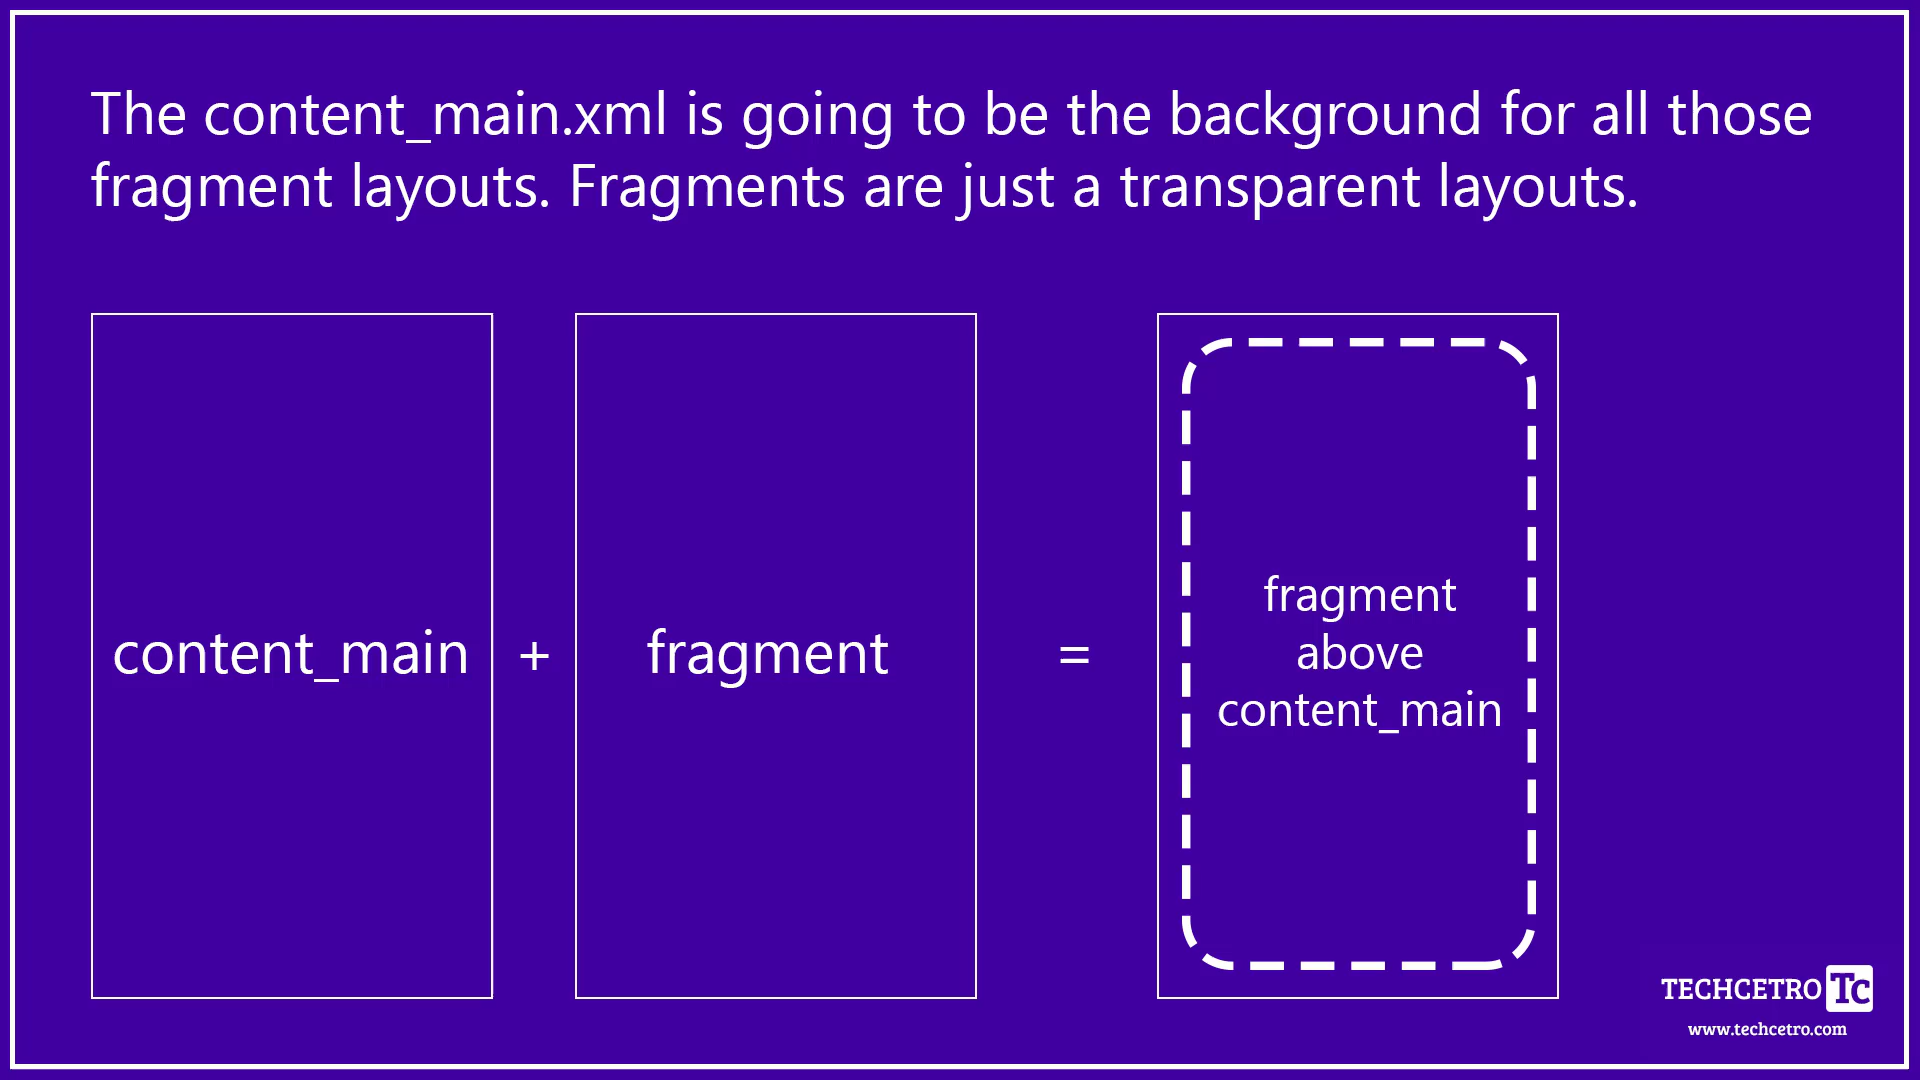 The content_main.xml is going to be the background for all those
fragment layouts. Fragments are just a transparent layouts.
content_main
+
fragment
=
fragment
above
content_main
TECHCETRO Tc
www.techcetro.com